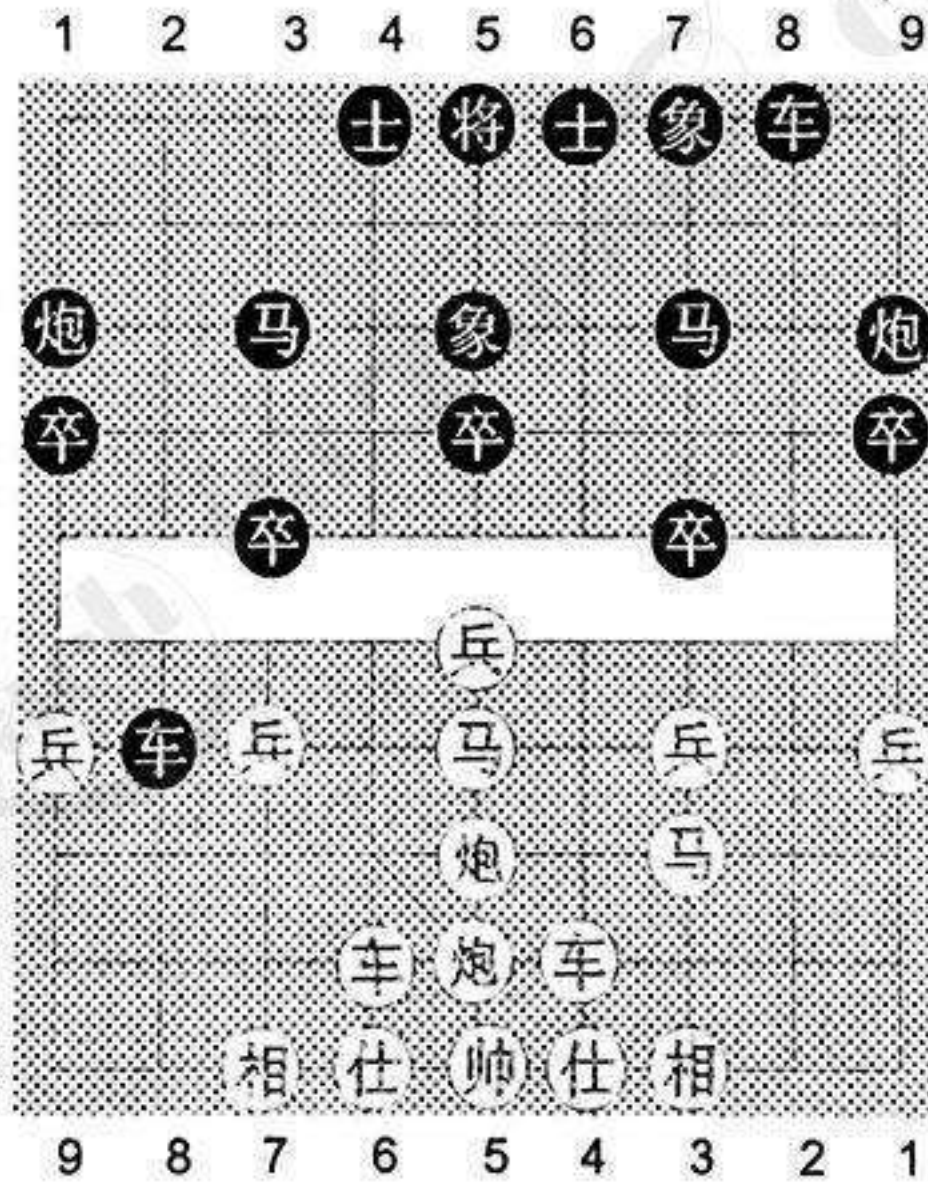 1 2 3 4 5 6 7 8 9
士 将 士 象 车
炮 马 象 马 炮
卒 卒 卒
卒 卒
兵
兵 车 兵 马 兵 兵
炮 马
车 炮 车
相 仕 帅 仕 相
9 8 7 6 5 4 3 2 1